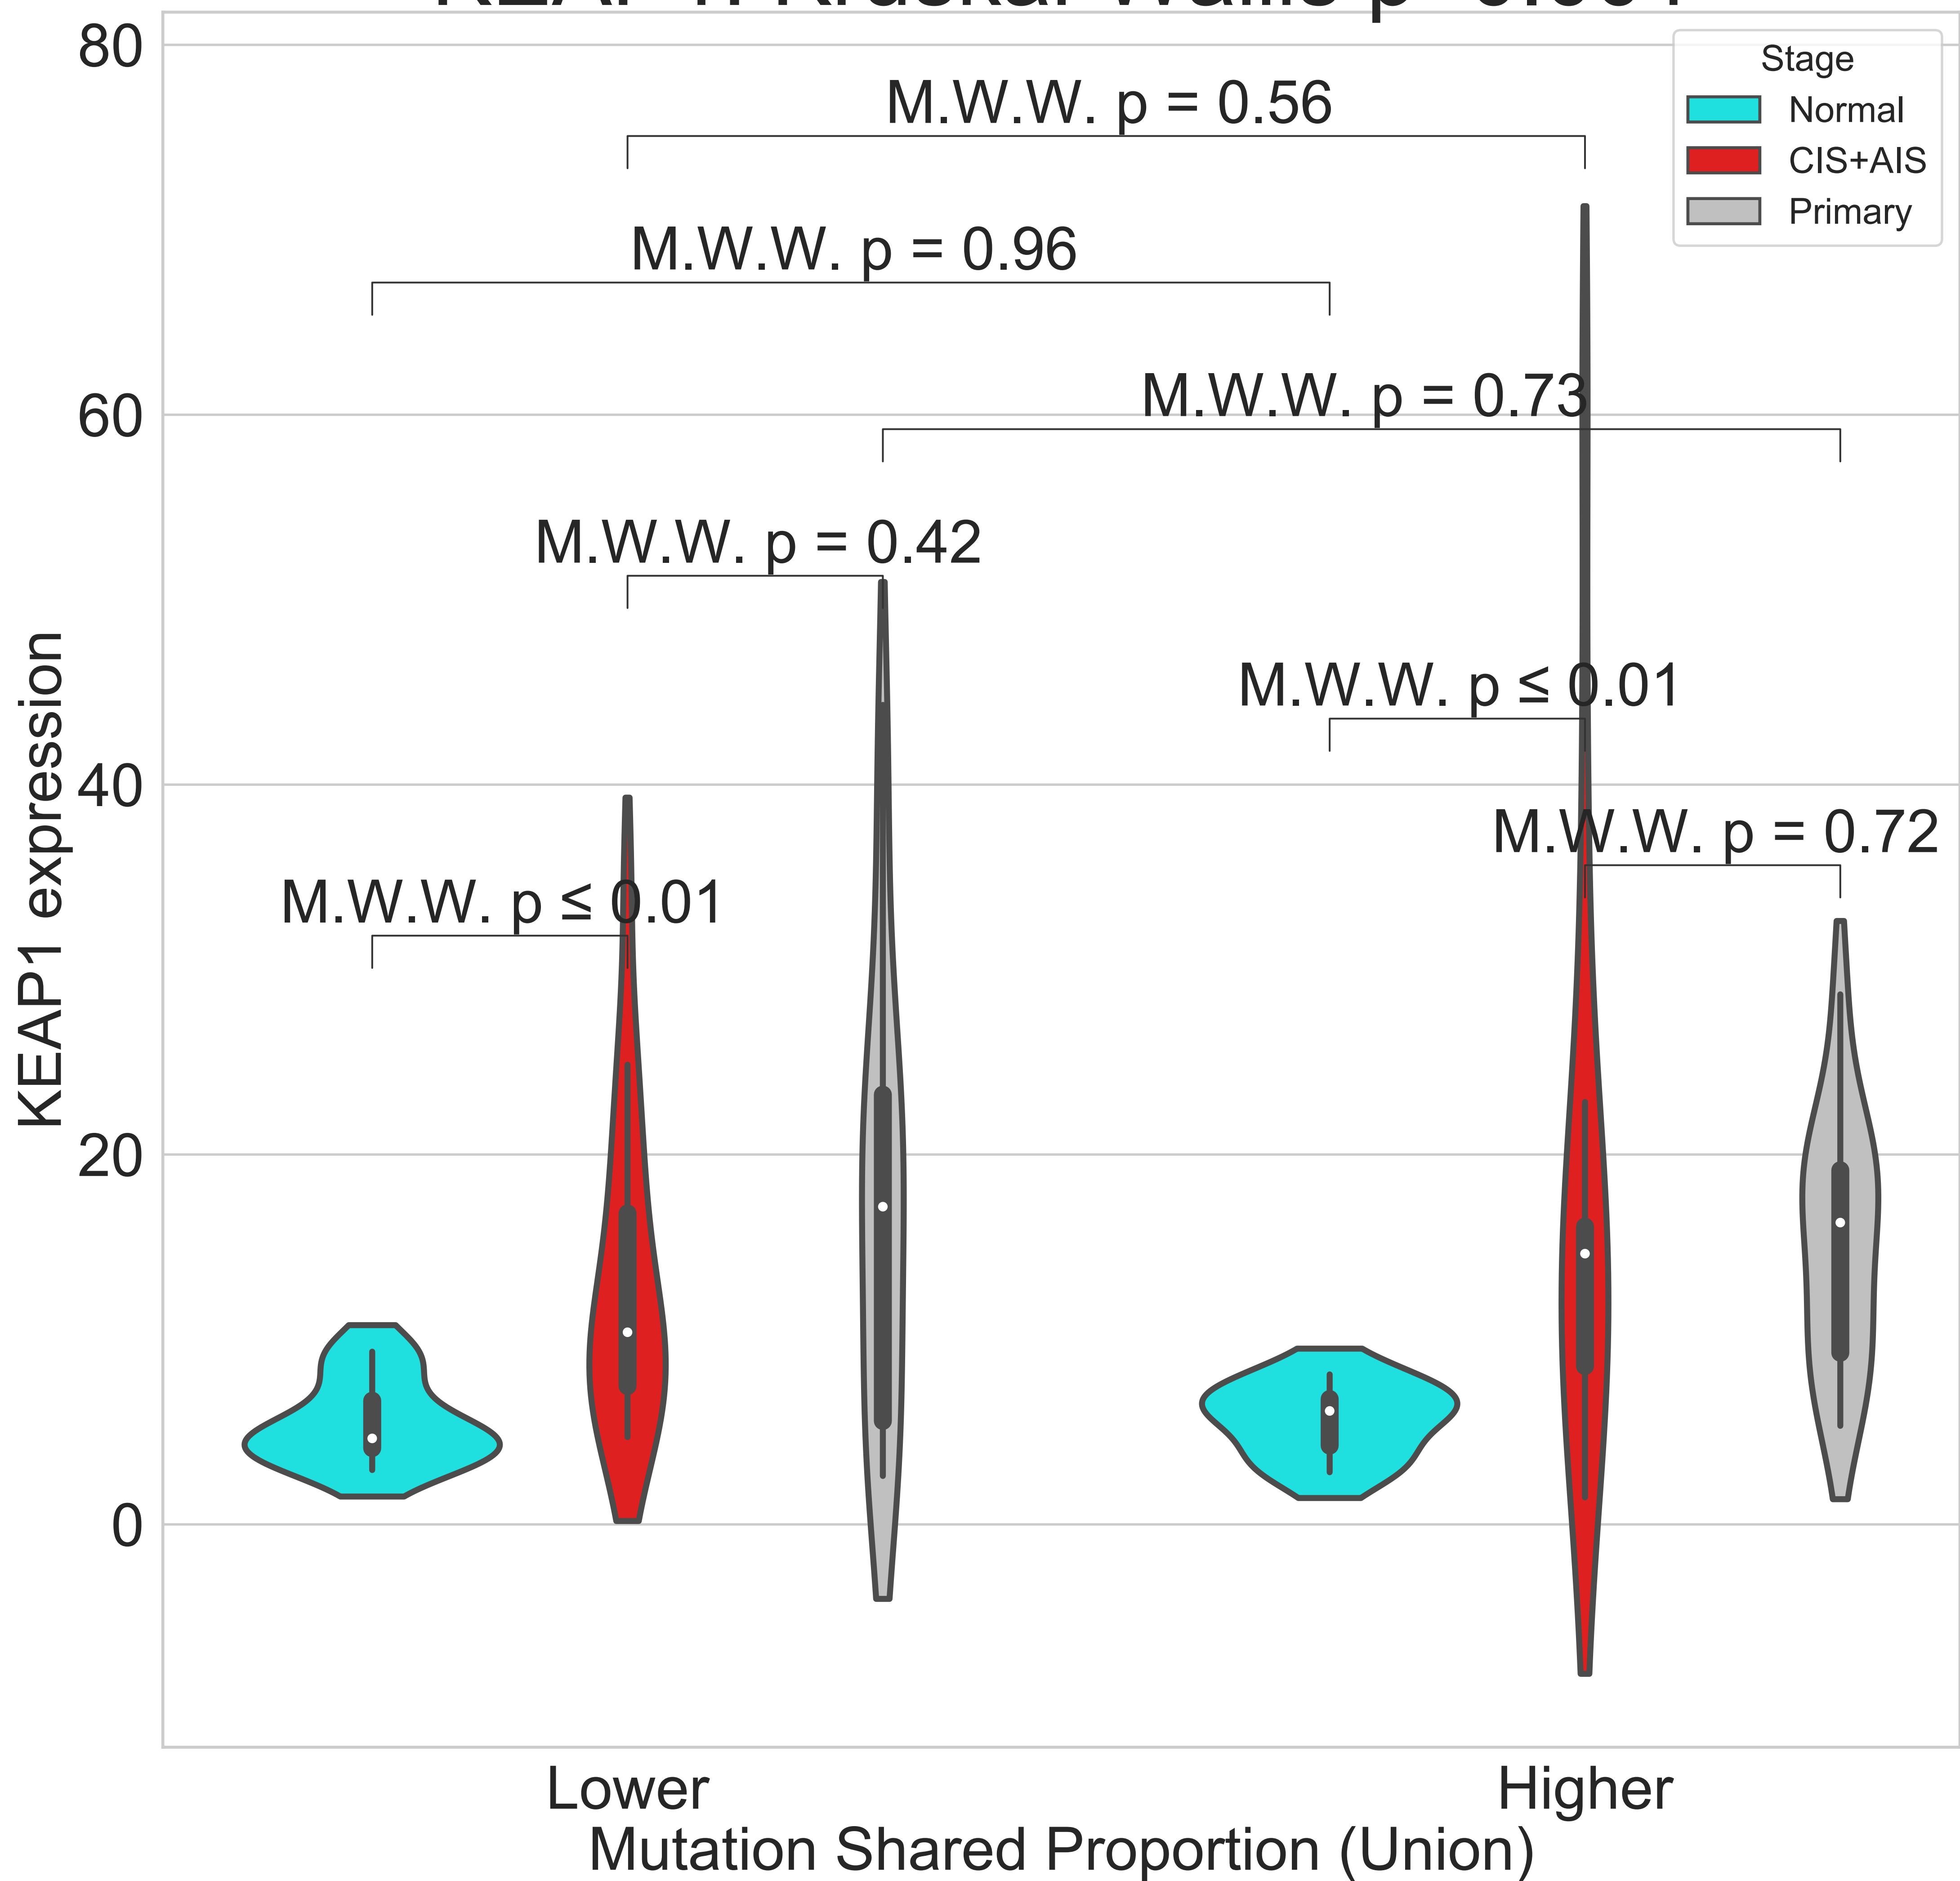 80
Stage
Normal
CIS+AIS
Primary
M.W.W. p = 0.56
M.W.W. p = 0.96
60
M.W.W. p = 0.73
M.W.W. p = 0.42
M.W.W. p ≤ 0.01
40
M.W.W. p = 0.72
M.W.W. p ≤ 0.01
KEAP1 expression
20
0
Lower
Higher
Mutation Shared Proportion (Union)